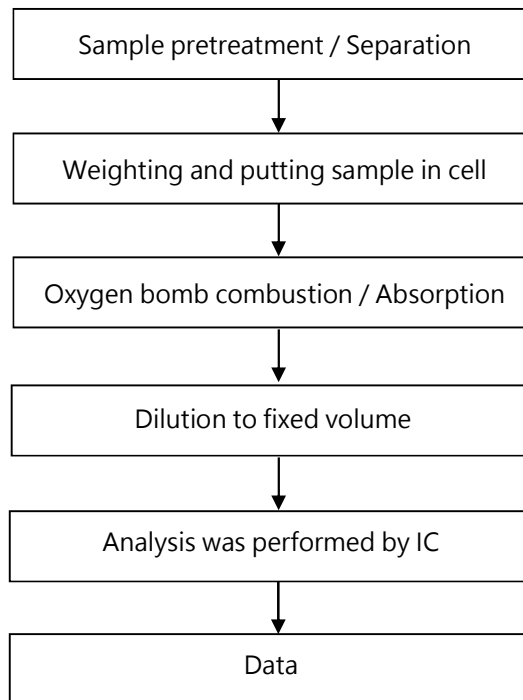 Sample pretreatment / Separation
Weighting and putting sample in cell
Oxygen bomb combustion / Absorption
Dilution to fixed volume
Analysis was performed by IC
Data